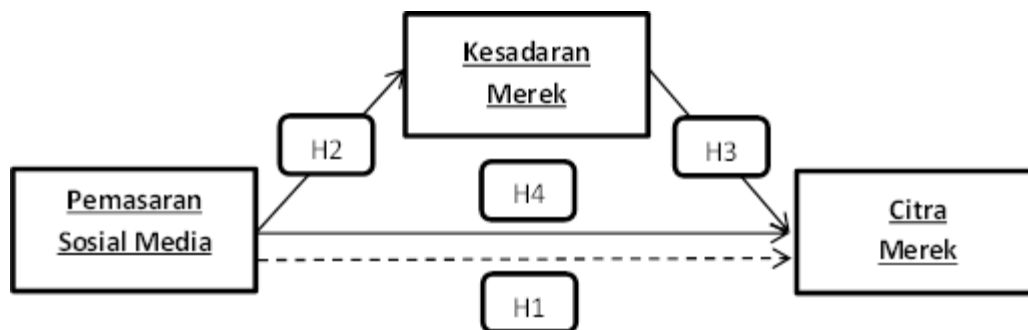 Kesadaran
Merek
H2
H3
H4
Pemasaran
Sosial Media
Citra
Merek
H1